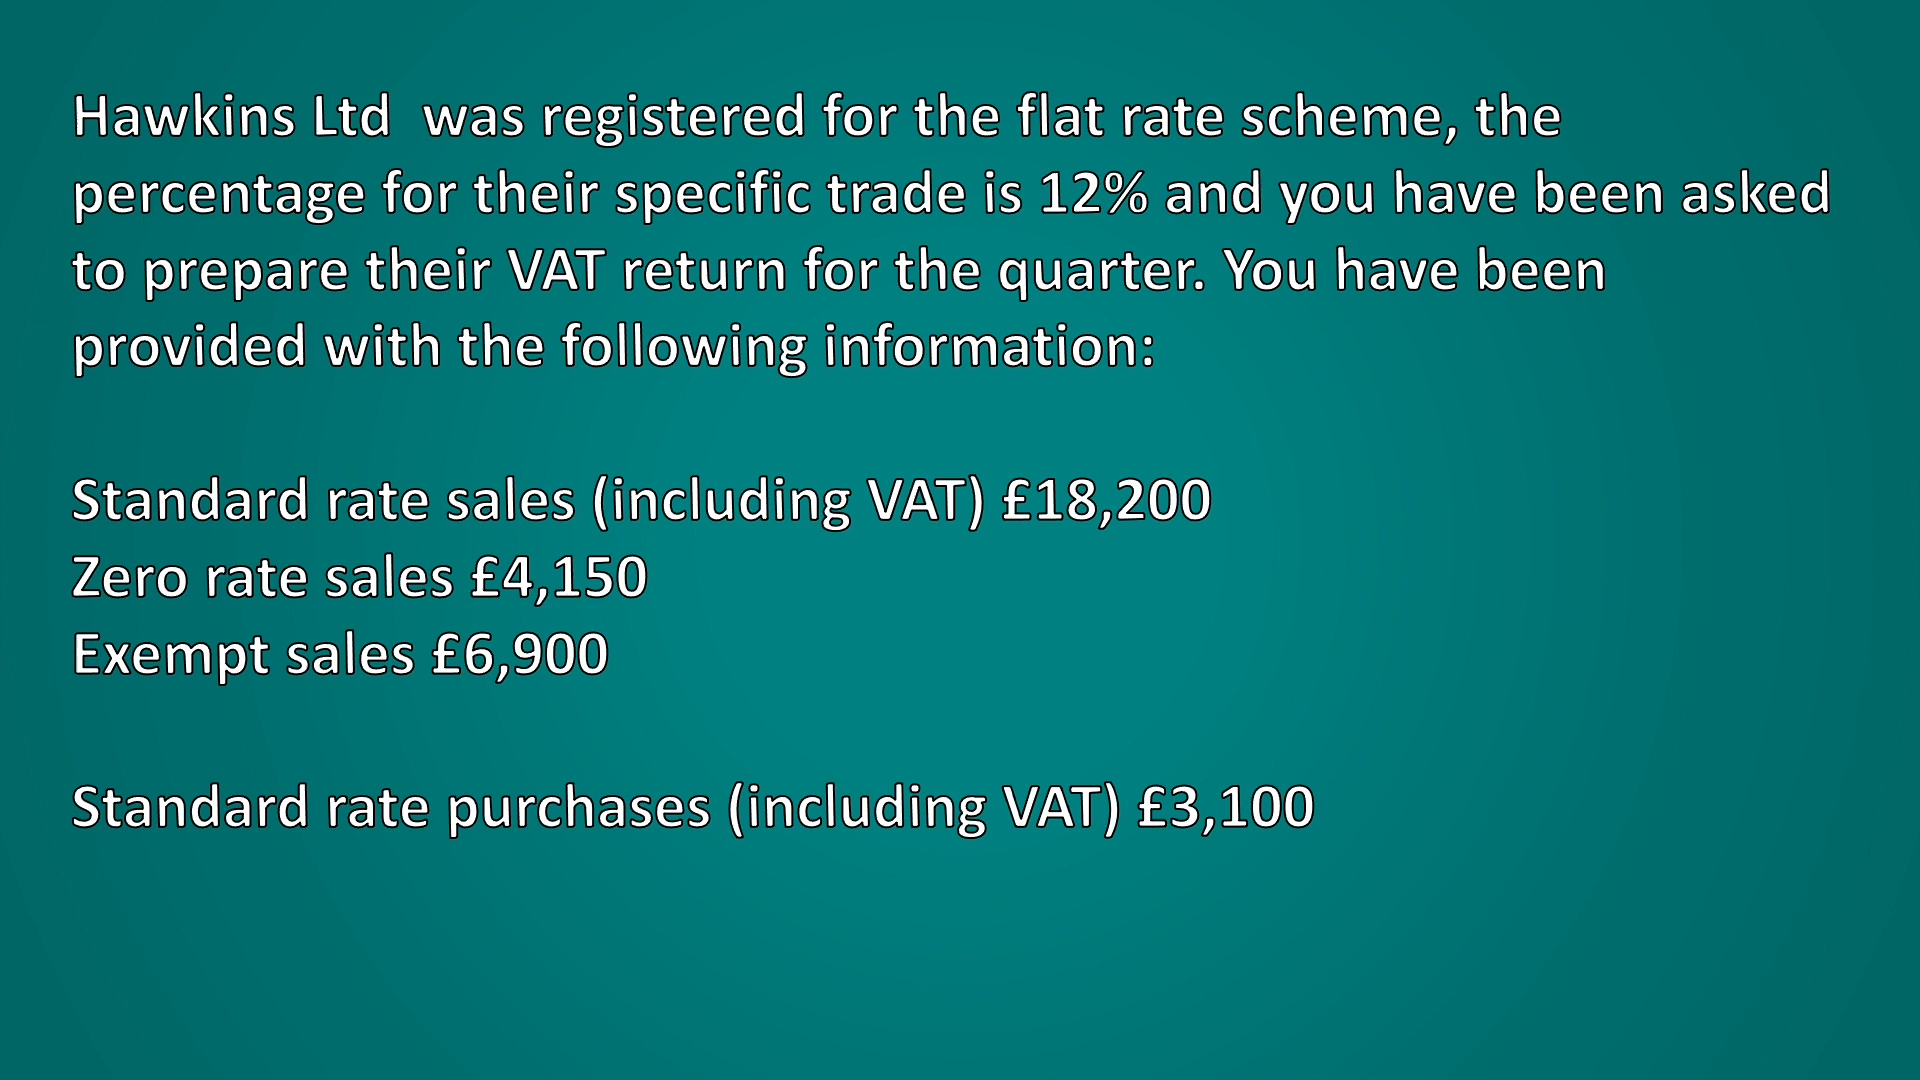 Hawkins Ltd  was registered for the flat rate scheme, the
percentage for their specific trade is 12% and you have been asked
to prepare their VAT return for the quarter. You have been
provided with the following information:
Standard rate sales (including VAT) £18,200
Zero rate sales £4,150
Exempt sales £6,900
Standard rate purchases (including VAT) £3,100